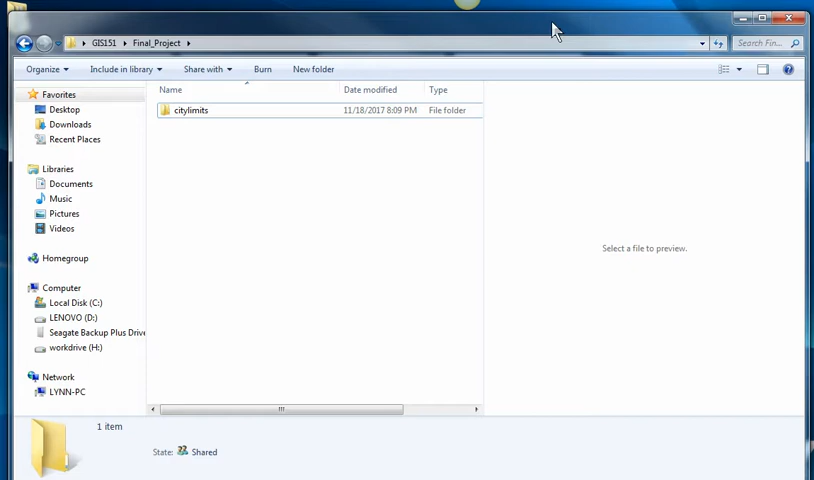 GIS151 Final_Project Search Fin...
Organize Include in library Share with Burn New folder
Name Date modified Type
citylimits 11/18/2017 8:09 PM File folder
Favorites
Desktop
Downloads
Recent Places
Libraries
Documents
Music
Pictures
Videos
Homegroup
Computer
Local Disk (C:)
LENOVO (D:)
Seagate Backup Plus Drive
workdrive (H:)
Network
LYNN-PC
Select a file to preview.
1 item
State: Shared